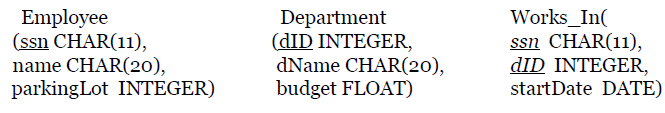 Employee
(ssn CHAR(11),
name CHAR(20),
parkingLot INTEGER)
Department
(dID INTEGER,
dName CHAR(20),
budget FLOAT)
Works_In(
ssn CHAR(11),
dID INTEGER,
startDate DATE)